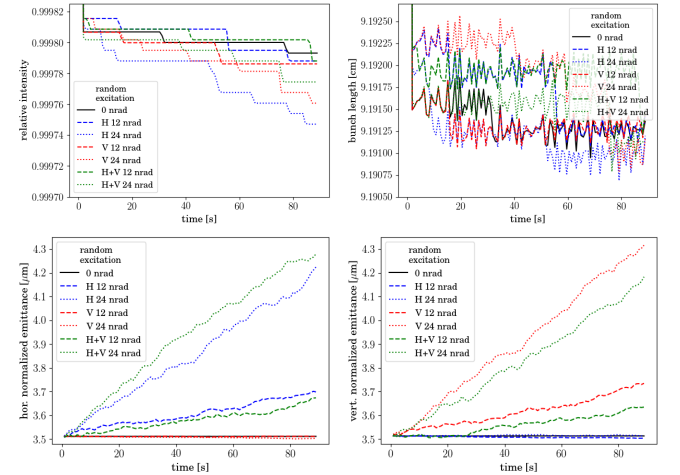 0.99982
0.99980
0.99978
0.99976
0.99974
0.99972
0.99970
relative intensity
random
excitation
0 nrad
H 12 nrad
H 24 nrad
V 12 nrad
V 24 nrad
H+V 12 nrad
H+V 24 nrad
0 20 40 60 80
time [s]
9.19250
9.19225
9.19200
9.19175
9.19150
9.19125
9.19100
9.19075
9.19050
bunch length [cm]
random
excitation
0 nrad
H 12 nrad
H 24 nrad
V 12 nrad
V 24 nrad
H+V 12 nrad
H+V 24 nrad
0 20 40 60 80
time [s]
4.3
4.2
4.1
4.0
3.9
3.8
3.7
3.6
3.5
hor. normalized emittance [μm]
random
excitation
0 nrad
H 12 nrad
H 24 nrad
V 12 nrad
V 24 nrad
H+V 12 nrad
H+V 24 nrad
0 20 40 60 80
time [s]
4.3
4.2
4.1
4.0
3.9
3.8
3.7
3.6
3.5
vert. normalized emittance [μm]
random
excitation
0 nrad
H 12 nrad
H 24 nrad
V 12 nrad
V 24 nrad
H+V 12 nrad
H+V 24 nrad
0 20 40 60 80
time [s]